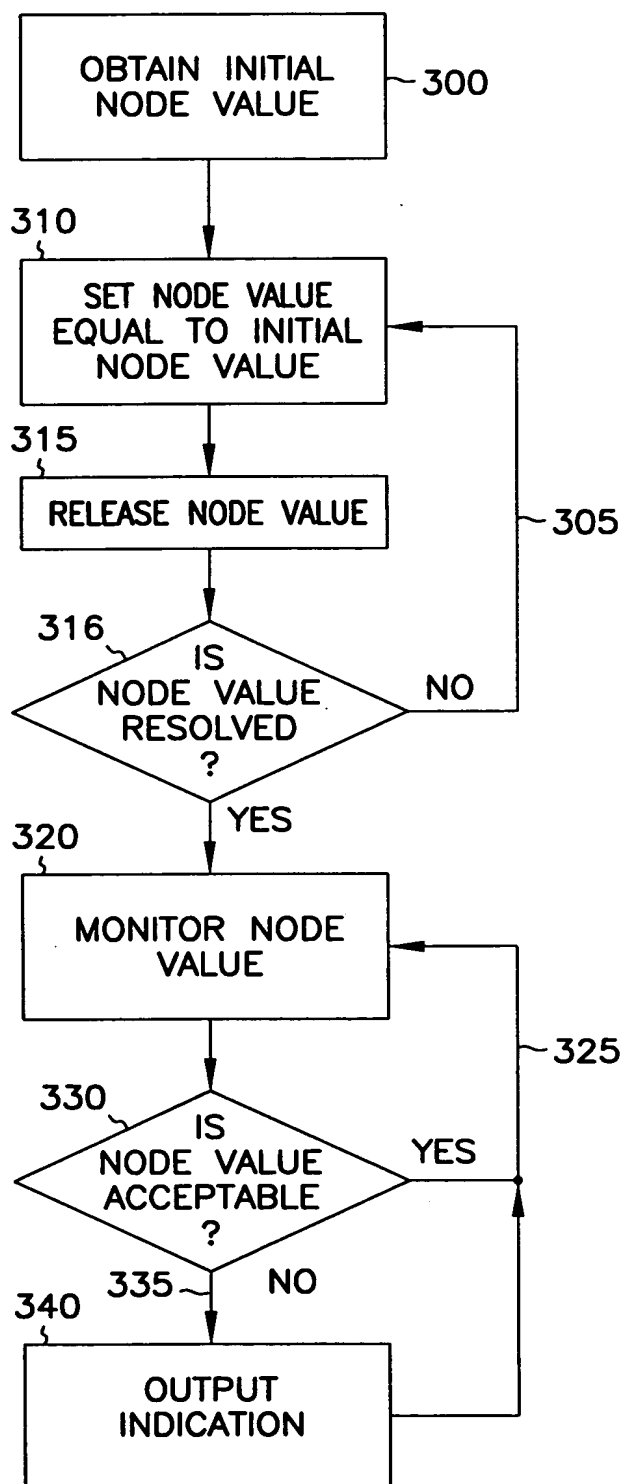 OBTAIN INITIAL
NODE VALUE
300
310
SET NODE VALUE
EQUAL TO INITIAL
NODE VALUE
315
RELEASE NODE VALUE
305
316
IS
NODE VALUE
RESOLVED
?
NO
YES
320
MONITOR NODE
VALUE
325
330
IS
NODE VALUE
ACCEPTABLE
?
YES
335
NO
340
OUTPUT
INDICATION